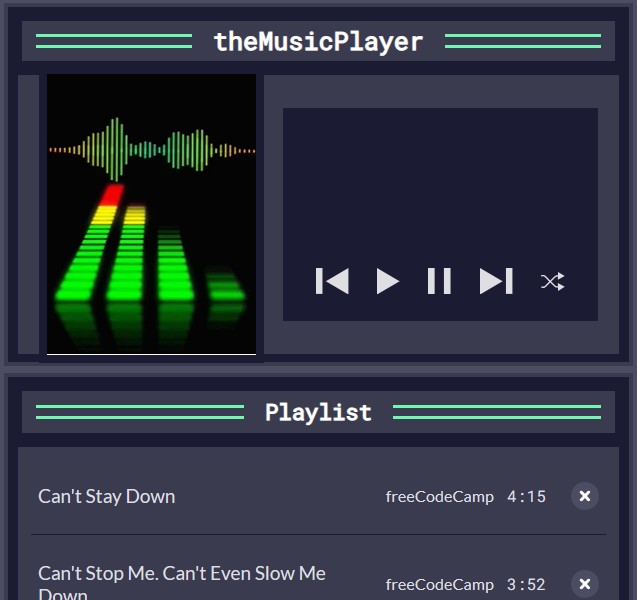 theMusicPlayer
Playlist
Can't Stay Down freeCodeCamp 4:15
Can't Stop Me. Can't Even Slow Me
Down freeCodeCamp 3:52